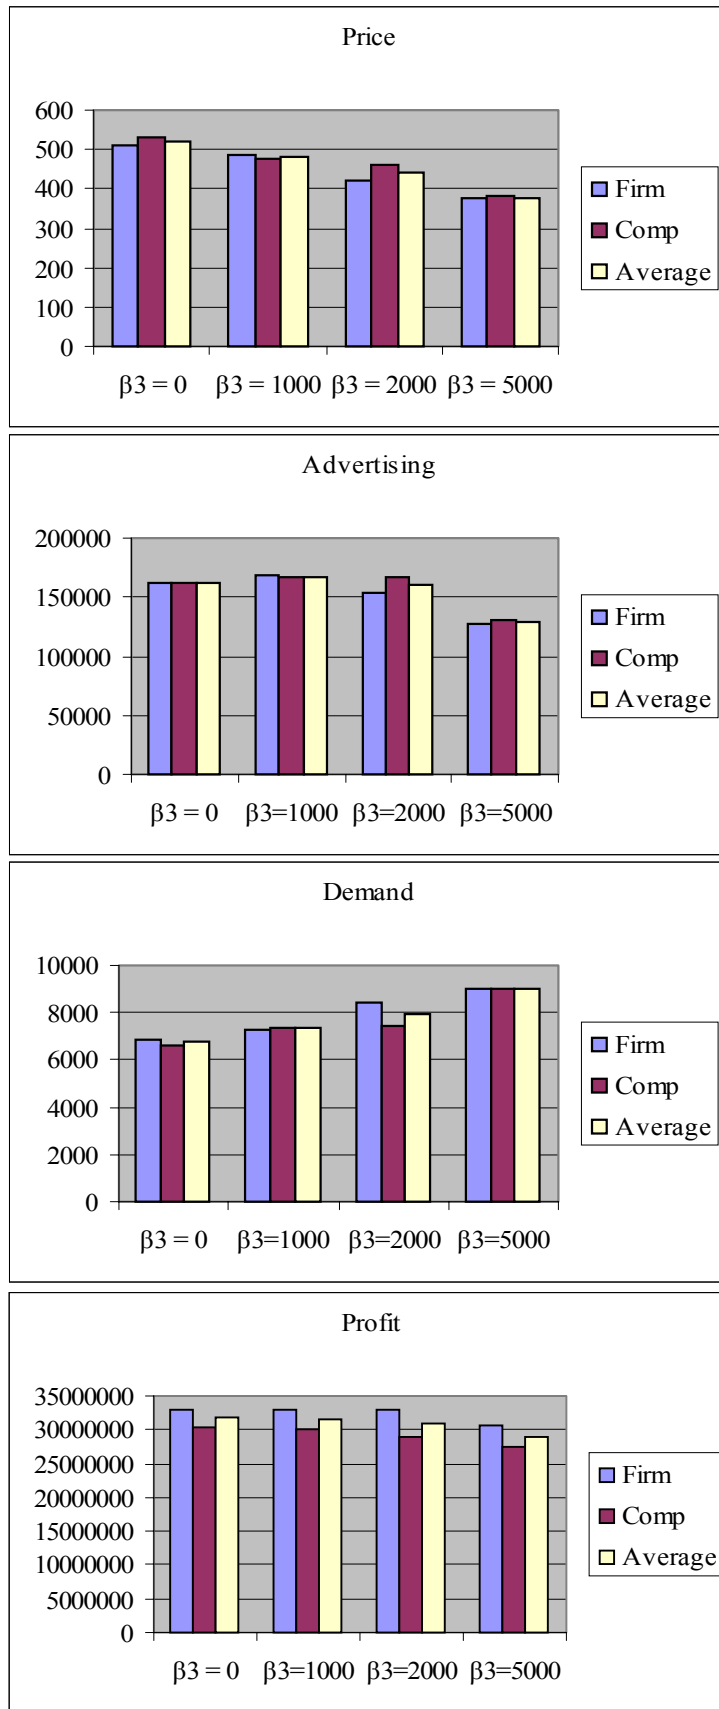 Price
600
500
400
300
200
100
0
β3 = 0 β3 = 1000 β3 = 2000 β3 = 5000
Firm
Comp
Average
Advertising
200000
150000
100000
50000
0
β3 = 0 β3=1000 β3=2000 β3=5000
Firm
Comp
Average
Demand
10000
8000
6000
4000
2000
0
β3 = 0 β3=1000 β3=2000 β3=5000
Firm
Comp
Average
Profit
35000000
30000000
25000000
20000000
15000000
10000000
5000000
0
β3 = 0 β3=1000 β3=2000 β3=5000
Firm
Comp
Average